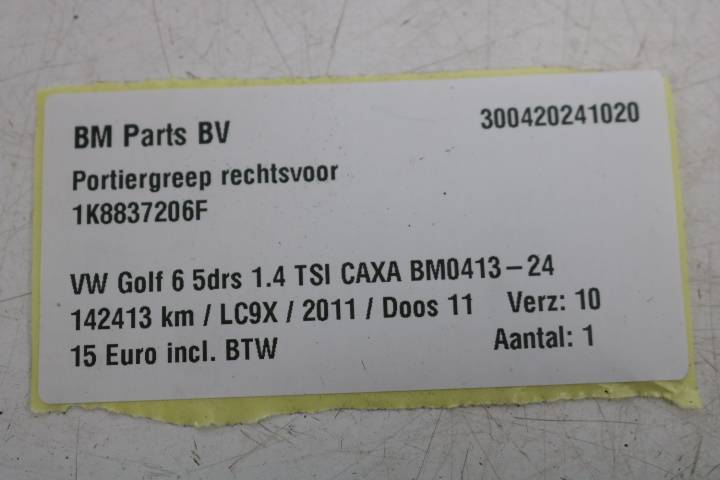 BM Parts BV 300420241020
Portiergreep rechtsvoor
1K8837206F
VW Golf 6 5drs 1.4 TSI CAXA BM0413-24
142413 km / LC9X / 2011 / Doos 11 Verz: 10
15 Euro incl. BTW Aantal: 1